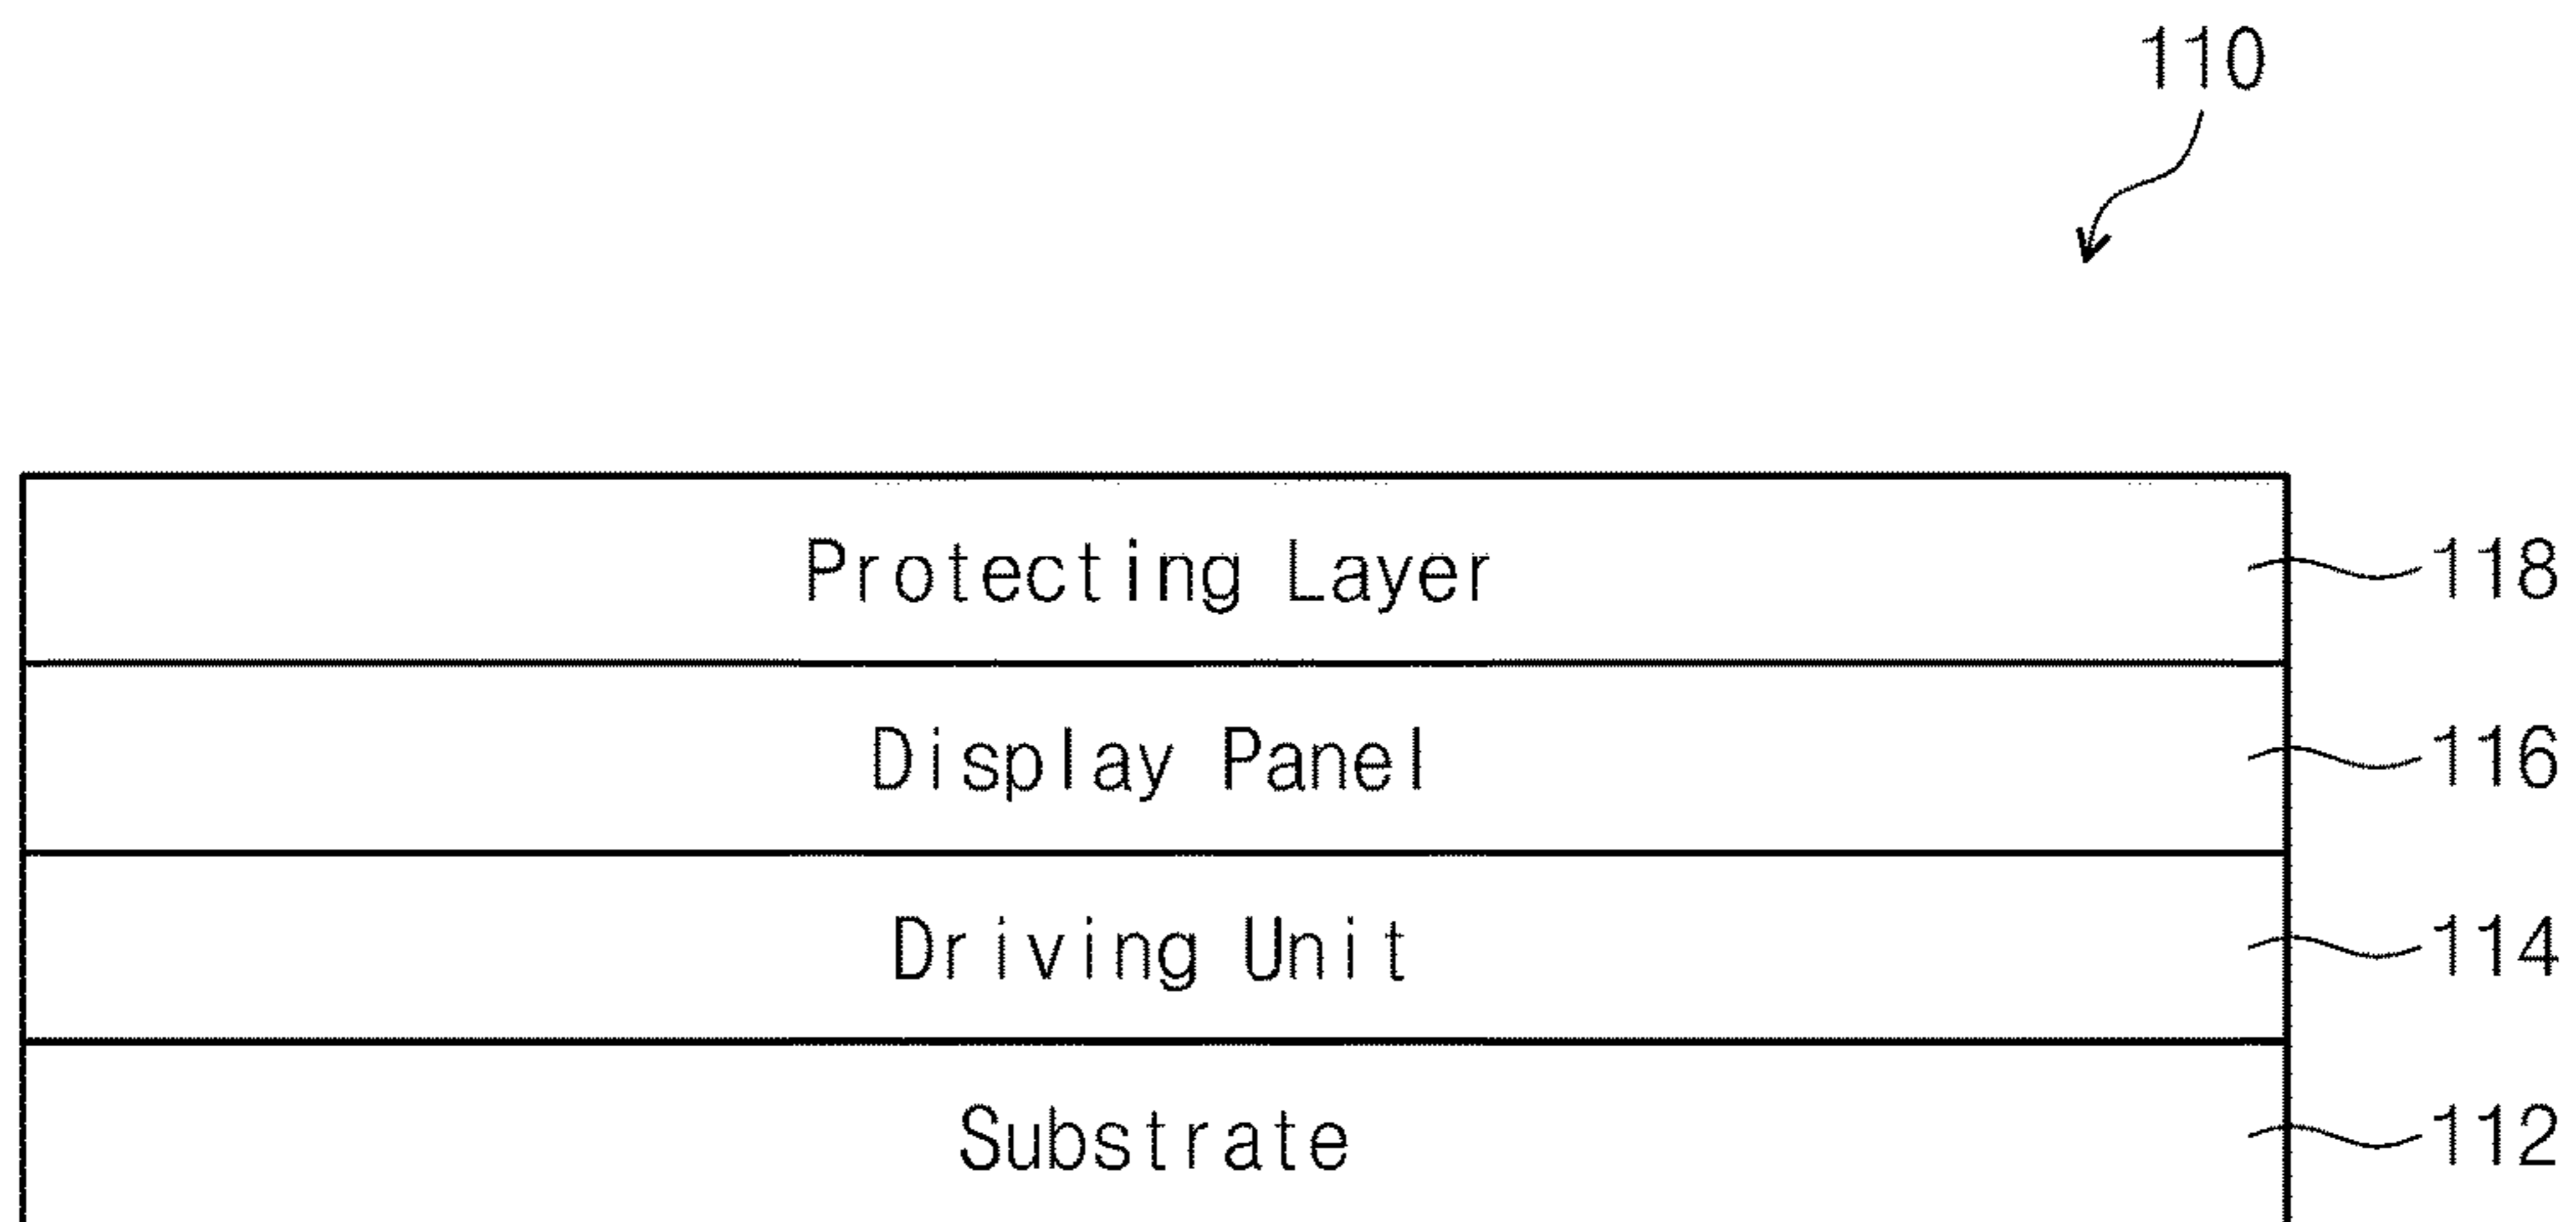 110
Protecting Layer 118
Display Panel 116
Driving Unit 114
Substrate 112